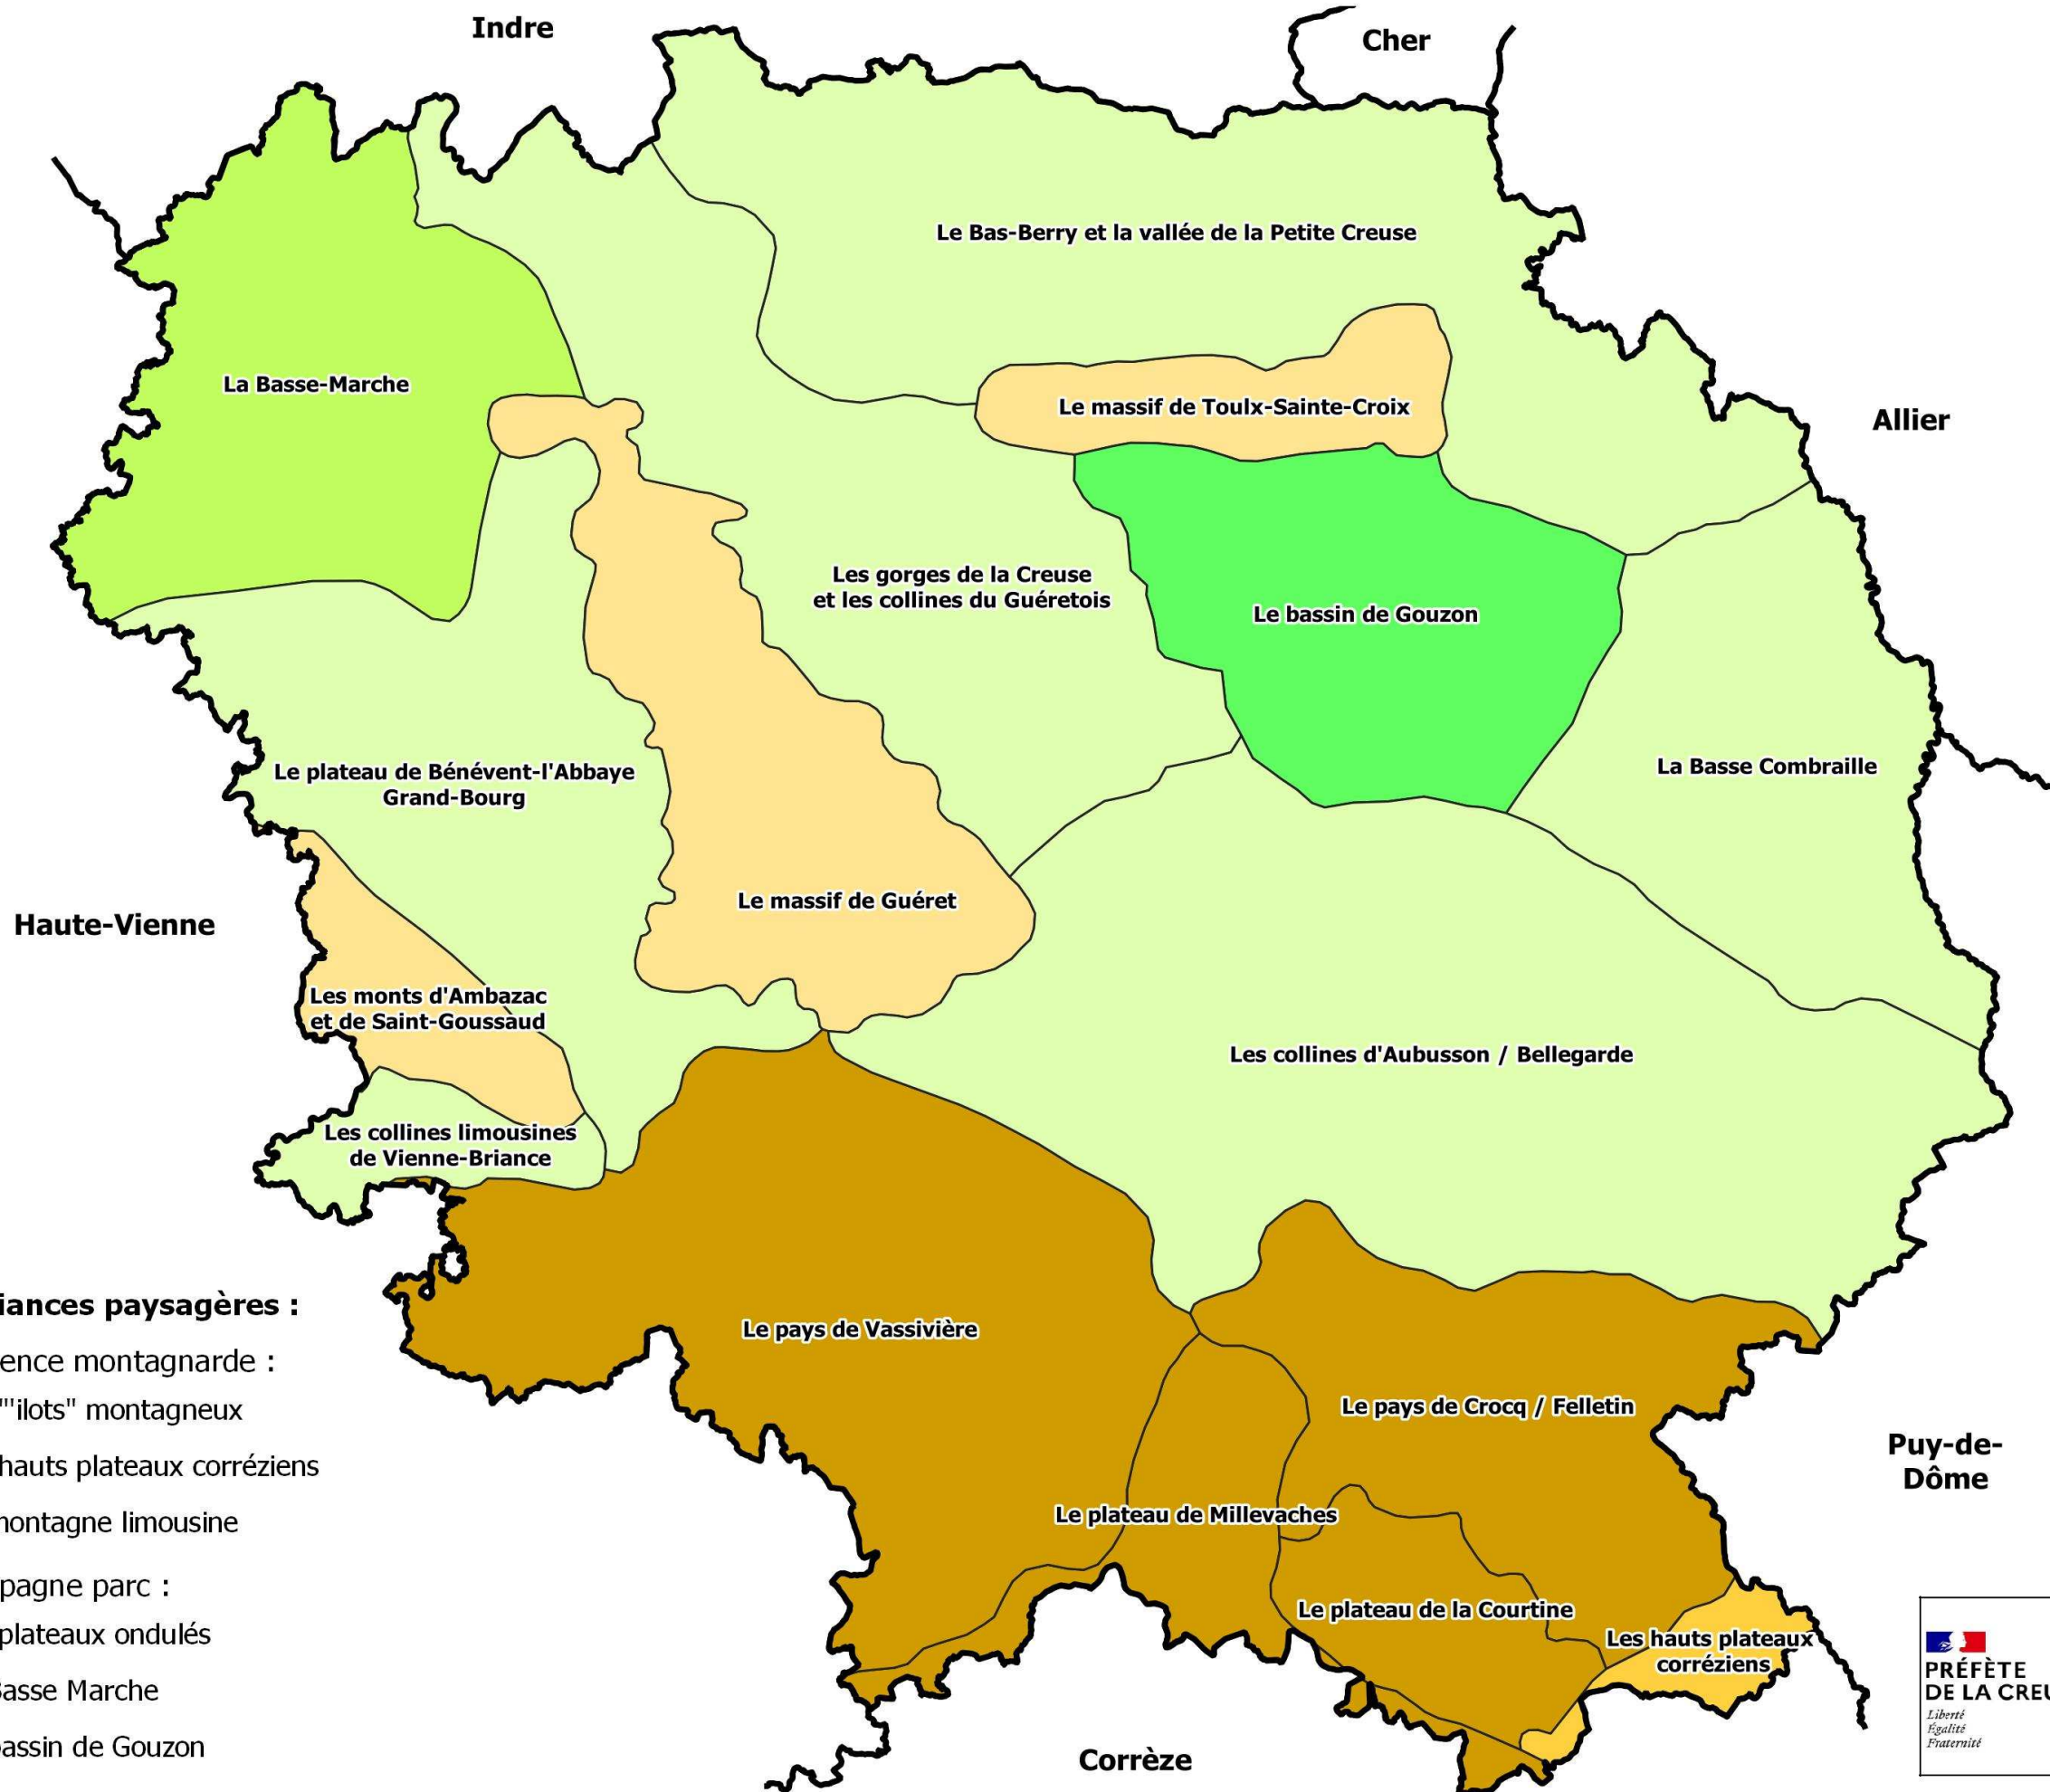 Indre
Cher
Le Bas-Berry et la vallée de la Petite Creuse
La Basse-Marche
Le massif de Toulx-Sainte-Croix
Allier
Les gorges de la Creuse
et les collines du Guéretois
Le bassin de Gouzon
Le plateau de Bénévent-l'Abbaye
Grand-Bourg
La Basse Combraille
Haute-Vienne
Le massif de Guéret
Les monts d'Ambazac
et de Saint-Goussaud
Les collines d'Aubusson / Bellegarde
Les collines limousines
de Vienne-Briance
Le pays de Vassivière
Le pays de Crocq / Felletin
Puy-de-
Dôme
Le plateau de Millevaches
Le plateau de la Courtine
Les hauts plateaux
corréziens
Corrèze
iances paysagères :
ence montagnarde :
"'ilots" montagneux
hauts plateaux corréziens
montagne limousine
pagne parc :
plateaux ondulés
Basse Marche
bassin de Gouzon
PRÉFÈTE
DE LA CREU
Liberté
Égalité
Fraternité